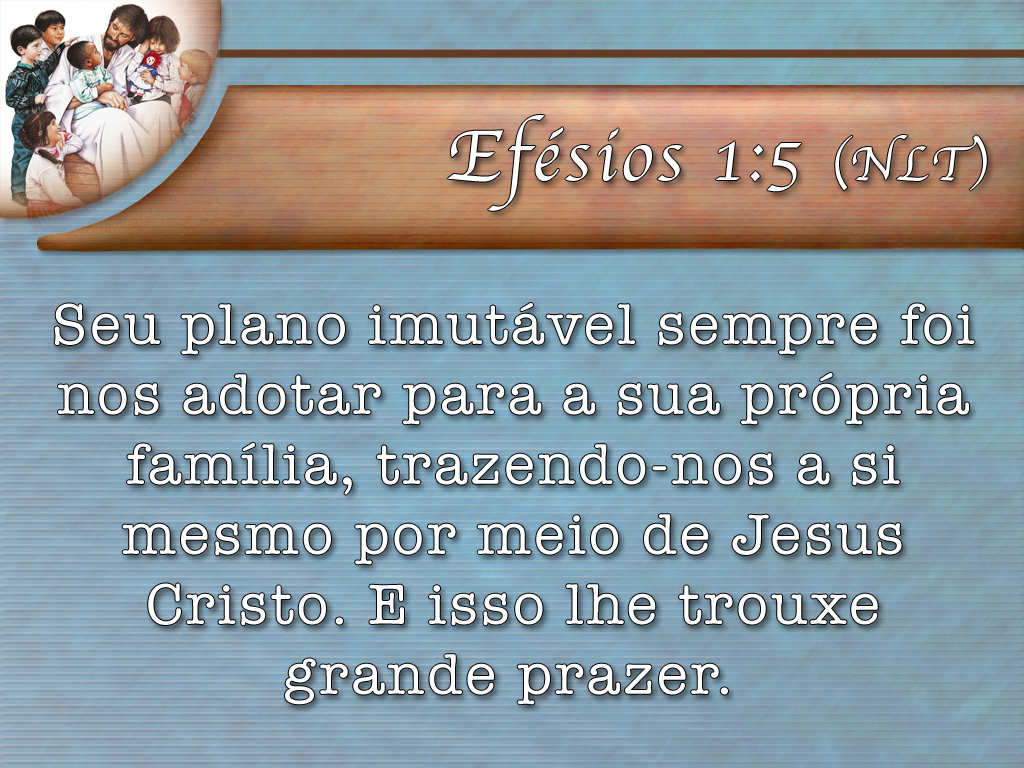 Efésios 1:5 (NLT)
Seu plano imutável sempre foi
nos adotar para a sua própria
família, trazendo-nos a si
mesmo por meio de Jesus
Cristo. E isso lhe trouxe
grande prazer.